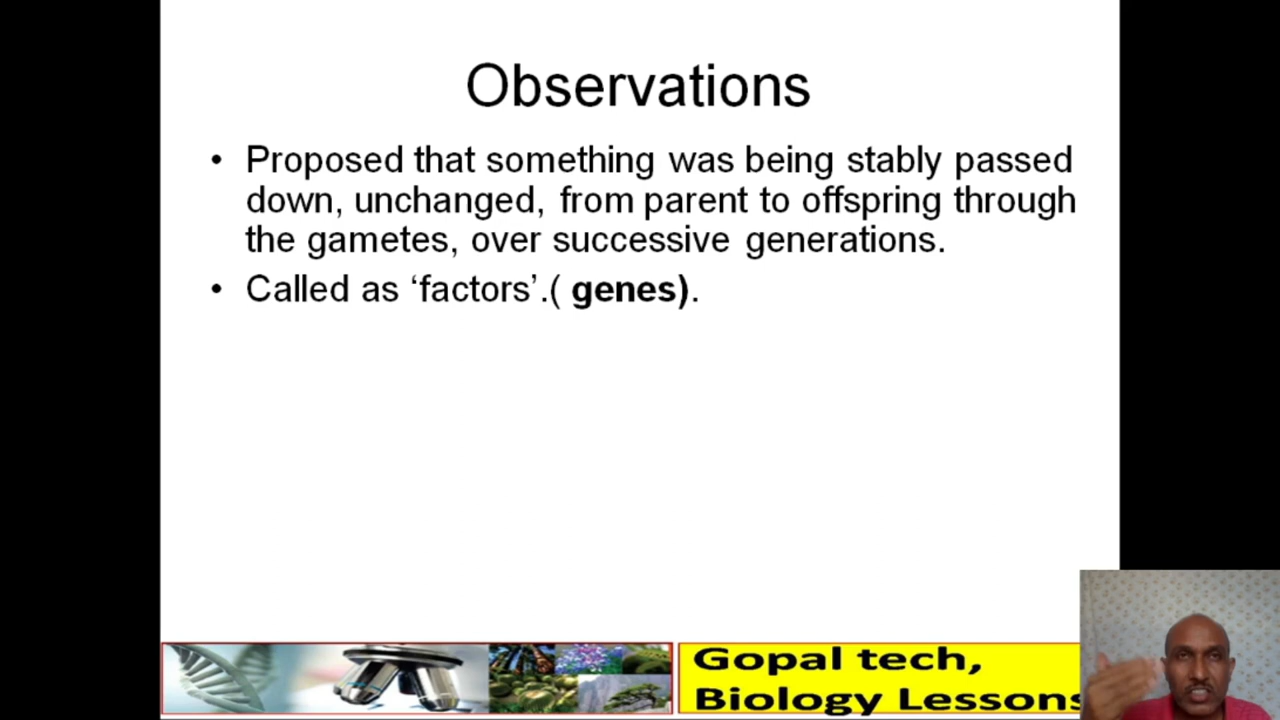 Observations
• Proposed that something was being stably passed
down, unchanged, from parent to offspring through
the gametes, over successive generations.
• Called as ‘factors’.( genes).
Gopal tech,
Biology Lessons